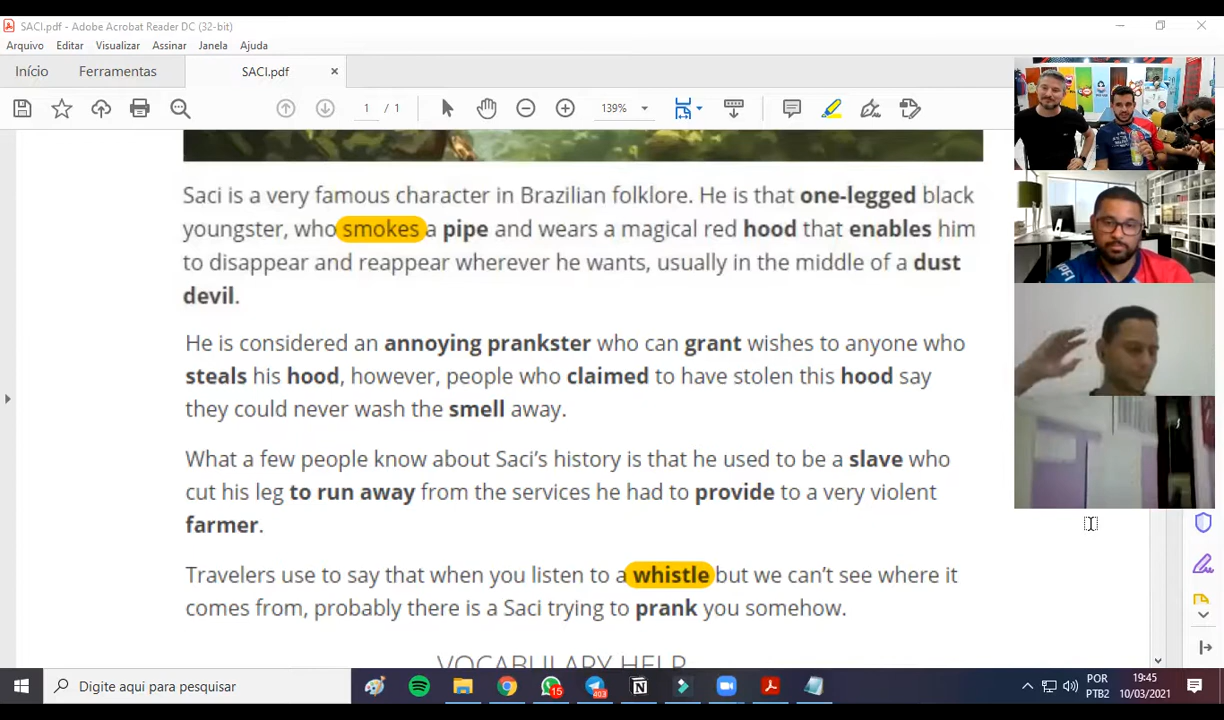 SACI.pdf - Adobe Acrobat Reader DC (32-bit)
Arquivo Editar Visualizar Assinar Janela Ajuda
Início Ferramentas SACI.pdf
1 / 1 139%
Saci is a very famous character in Brazilian folklore. He is that one-legged black
youngster, who smokes a pipe and wears a magical red hood that enables him
to disappear and reappear wherever he wants, usually in the middle of a dust
devil.
He is considered an annoying prankster who can grant wishes to anyone who
steals his hood, however, people who claimed to have stolen this hood say
they could never wash the smell away.
What a few people know about Saci's history is that he used to be a slave who
cut his leg to run away from the services he had to provide to a very violent
farmer.
Travelers use to say that when you listen to a whistle but we can't see where it
comes from, probably there is a Saci trying to prank you somehow.
VOCABULARY HELP
Digite aqui para pesquisar
15
403
POR
PTB2
19:45
10/03/2021